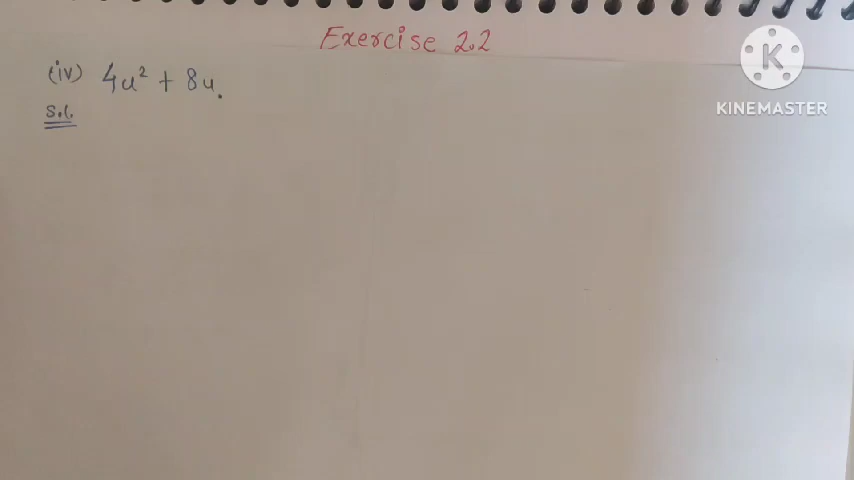 Exercise 2.2
(iv) 4u² + 8u.
Sol.
KINEMASTER